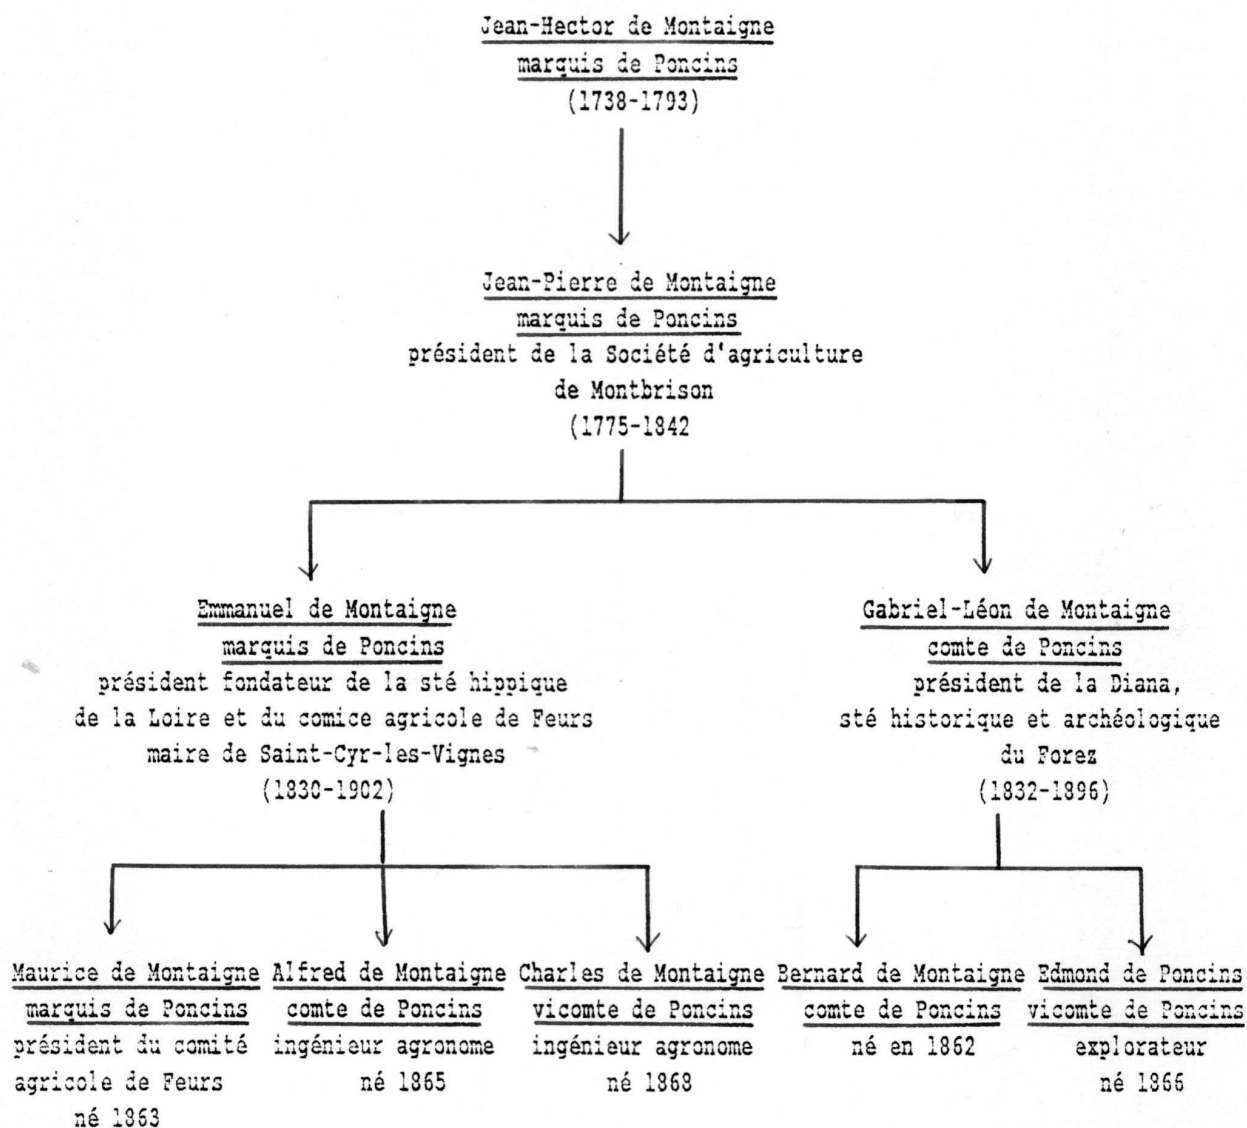 Jean-Hector de Montaigne
marquis de Poncins
(1738-1793)
Jean-Pierre de Montaigne
marquis de Poncins
président de la Société d'agriculture
de Montbrison
(1775-1842
Emmanuel de Montaigne
marquis de Poncins
président fondateur de la sté hippique
de la Loire et du comice agricole de Feurs
maire de Saint-Cyr-les-Vignes
(1830-1902)
Gabriel-Léon de Montaigne
comte de Poncins
président de la Diana,
sté historique et archéologique
du Forez
(1832-1896)
Maurice de Montaigne
marquis de Poncins
président du comité
agricole de Feurs
né 1863
Alfred de Montaigne
comte de Poncins
ingénieur agronome
né 1865
Charles de Montaigne
vicomte de Poncins
ingénieur agronome
né 1868
Bernard de Montaigne
comte de Poncins
né en 1862
Edmond de Poncins
vicomte de Poncins
explorateur
né 1866